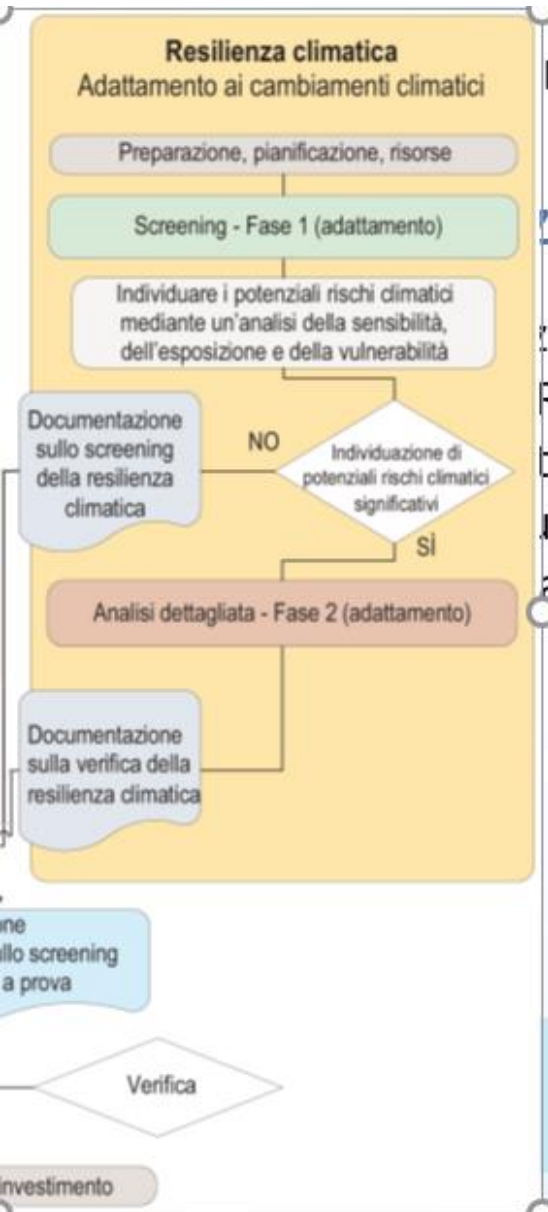 Resilienza climatica
Adattamento ai cambiamenti climatici
Preparazione, pianificazione, risorse
Screening - Fase 1 (adattamento)
Individuare i potenziali rischi climatici
mediante un'analisi della sensibilità,
dell'esposizione e della vulnerabilità
Documentazione
sullo screening
della resilienza
climatica
NO
Individuazione di
potenziali rischi climatici
significativi
SÌ
Analisi dettagliata - Fase 2 (adattamento)
Documentazione
sulla verifica della
resilienza climatica
one
ullo screening
a prova
Verifica
investimento